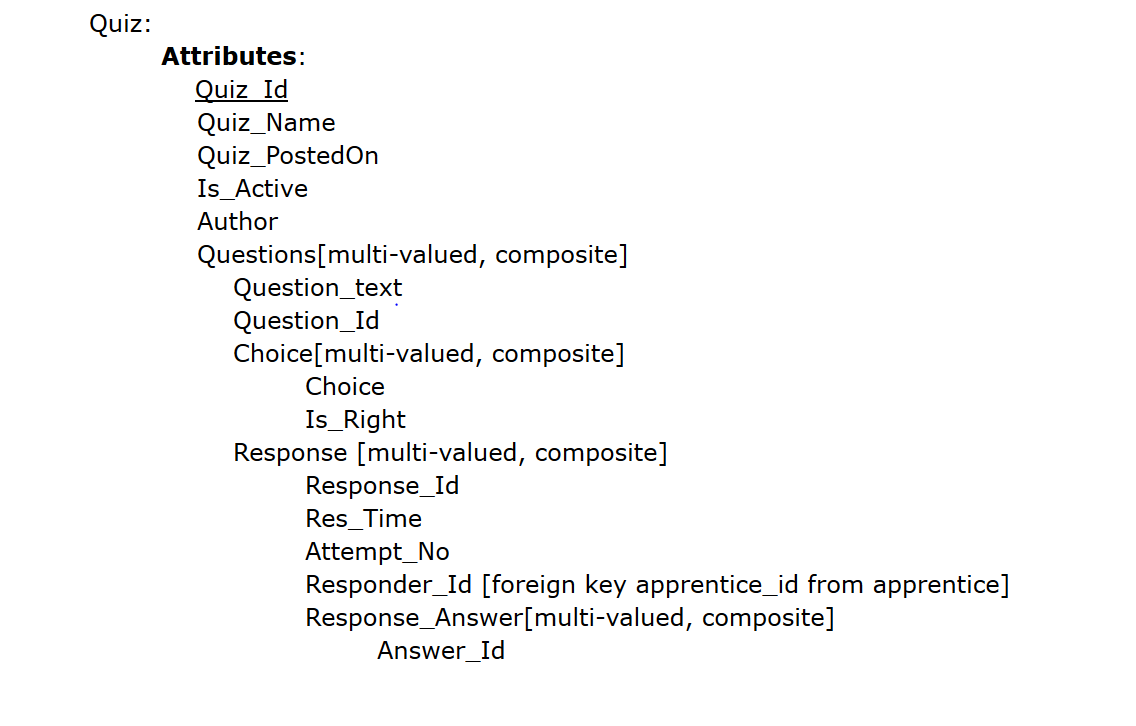 Quiz:
Attributes:
Quiz_Id
Quiz_Name
Quiz_PostedOn
Is_Active
Author
Questions[multi-valued, composite]
Question_text
Question_Id
Choice[multi-valued, composite]
Choice
Is_Right
Response [multi-valued, composite]
Response_Id
Res_Time
Attempt_No
Responder_Id [foreign key apprentice_id from apprentice]
Response_Answer[multi-valued, composite]
Answer_Id